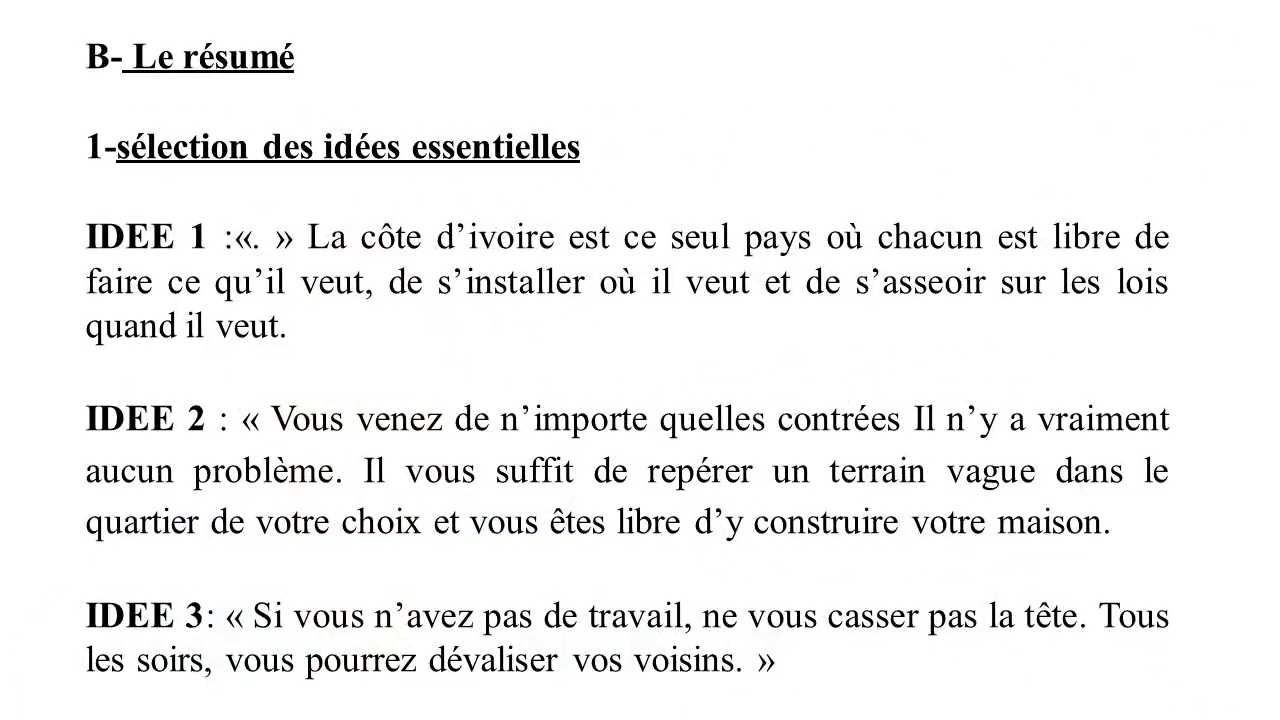 B- Le résumé
1-sélection des idées essentielles
IDEE 1 :«. » La côte d’ivoire est ce seul pays où chacun est libre de
faire ce qu’il veut, de s’installer où il veut et de s’asseoir sur les lois
quand il veut.
IDEE 2 : « Vous venez de n’importe quelles contrées Il n’y a vraiment
aucun problème. Il vous suffit de repérer un terrain vague dans le
quartier de votre choix et vous êtes libre d’y construire votre maison.
IDEE 3: « Si vous n’avez pas de travail, ne vous casser pas la tête. Tous
les soirs, vous pourrez dévaliser vos voisins. »